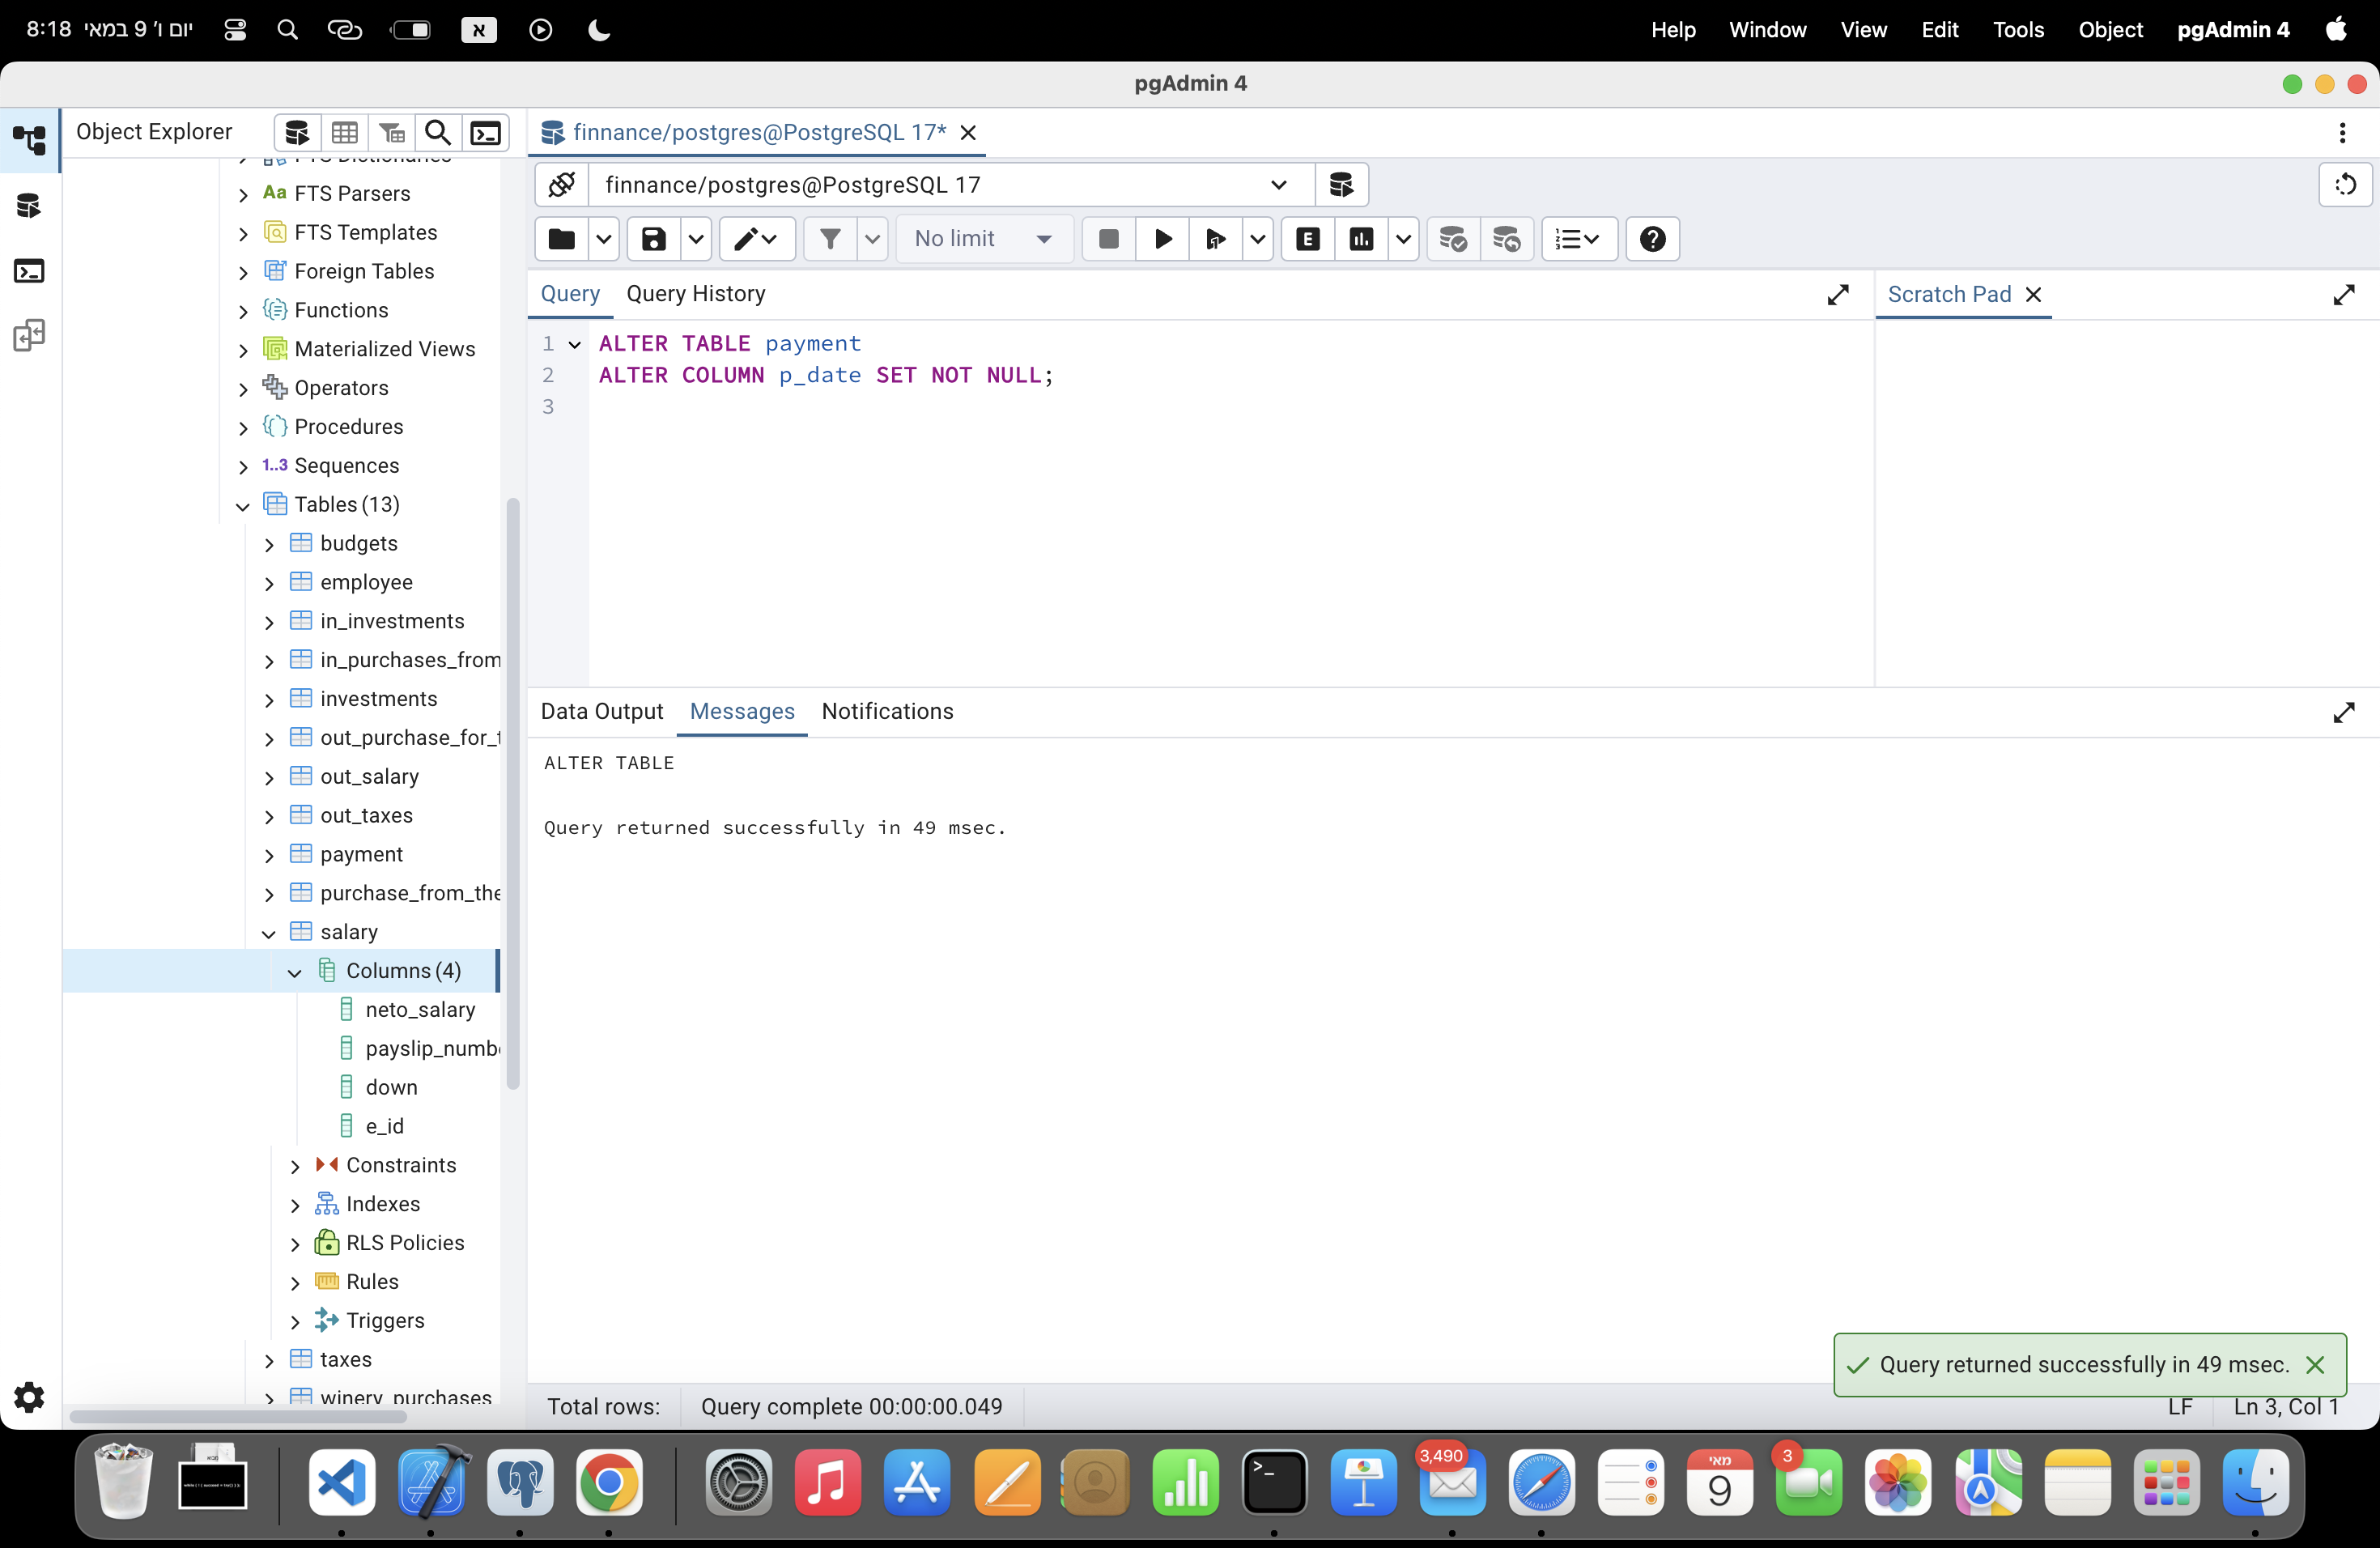 8:18 יום ו' 9 במאי
א
Help Window View Edit Tools Object pgAdmin 4
pgAdmin 4
Object Explorer
finnance/postgres@PostgreSQL 17*
finnance/postgres@PostgreSQL 17
No limit
E
Query
Query History
Scratch Pad
1 ALTER TABLE payment
2 ALTER COLUMN p_date SET NOT NULL;
3
FTS Dictionaries
Aa FTS Parsers
FTS Templates
Foreign Tables
Functions
Materialized Views
Operators
Procedures
1..3 Sequences
Tables (13)
budgets
employee
in_investments
in_purchases_from
investments
out_purchase_for_t
out_salary
out_taxes
payment
purchase_from_the
salary
Columns (4)
neto_salary
payslip_numbe
down
e_id
Constraints
Indexes
RLS Policies
Rules
Triggers
taxes
winery_purchases
Data Output
Messages
Notifications
ALTER TABLE
Query returned successfully in 49 msec.
Query returned successfully in 49 msec.
Total rows:
Query complete 00:00:00.049
LF
Ln 3, Col 1
3,490
מאי
9
3